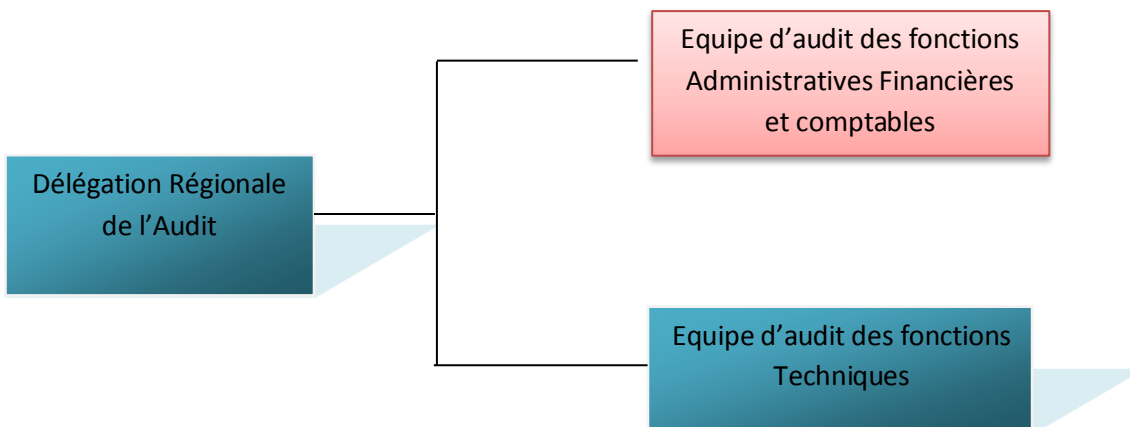 Equipe d’audit des fonctions
Administratives Financières
et comptables
Délégation Régionale
de l’Audit
Equipe d’audit des fonctions
Techniques